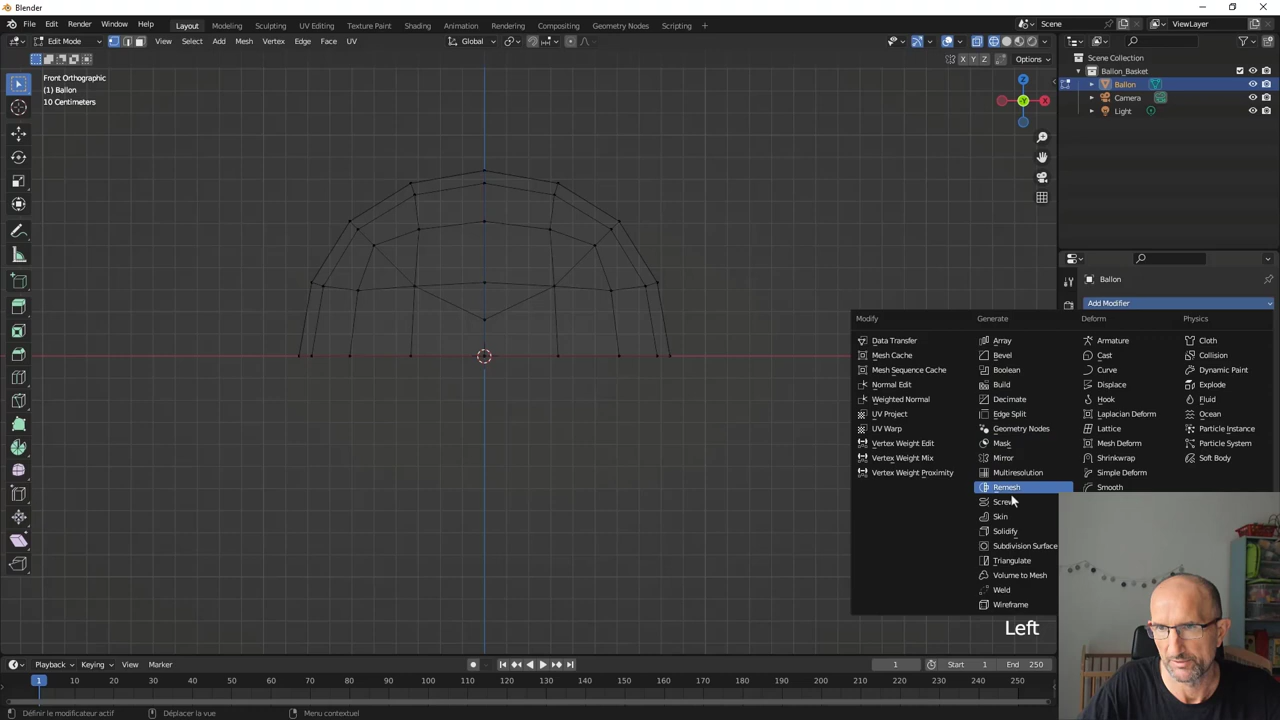 Blender
File Edit Render Window Help Layout Modeling Sculpting UV Editing Texture Paint Shading Animation Rendering Compositing Geometry Nodes Scripting + Scene ViewLayer
Edit Mode View Select Add Mesh Vertex Edge Face UV Global
X Y Z Options
Front Orthographic
(1) Ballon
10 Centimeters
Z
X
-Y
Scene Collection
Ballon_Basket
Ballon
Camera
Light
Ballon
Add Modifier
Modify Generate Deform Physics
Data Transfer Array Armature Cloth
Mesh Cache Bevel Cast Collision
Mesh Sequence Cache Boolean Curve Dynamic Paint
Normal Edit Build Displace Explode
Weighted Normal Decimate Hook Fluid
UV Project Edge Split Laplacian Deform Ocean
UV Warp Geometry Nodes Lattice Particle Instance
Vertex Weight Edit Mask Mesh Deform Particle System
Vertex Weight Mix Mirror Shrinkwrap Soft Body
Vertex Weight Proximity Multiresolution Simple Deform
Remesh Smooth
Screw
Skin
Solidify
Subdivision Surface
Triangulate
Volume to Mesh
Weld
Wireframe
Left
Playback Keying View Marker 1 Start 1 End 250
1 10 20 30 40 50 60 70 80 90 100 110 120 130 140 150 160 170 180 190 200 210 220 230 240 250
Définir le modificateur actif Déplacer la vue Menu contextuel